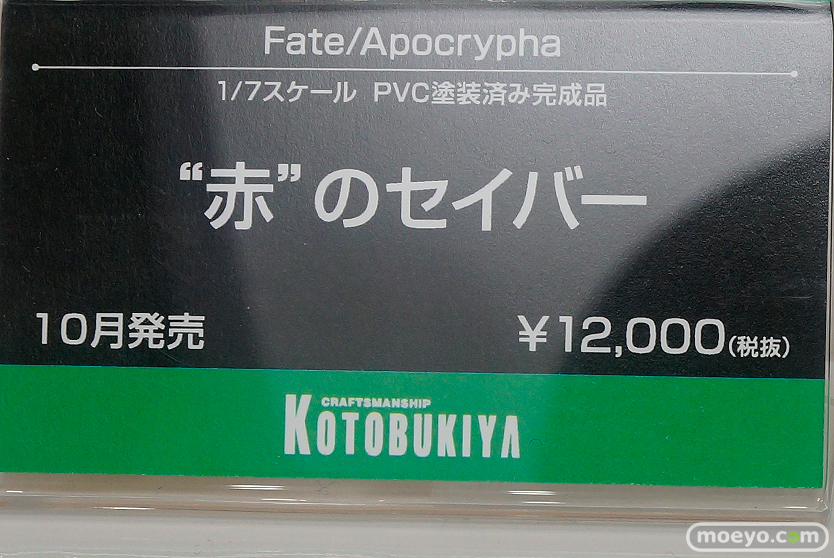 Fate/Apocrypha
1/7スケール PVC塗装済み完成品
“赤”のセイバー
10月発売 ¥12,000(税抜)
CRAFTSMANSHIP
KOTOBUKIYA
moeyo.com